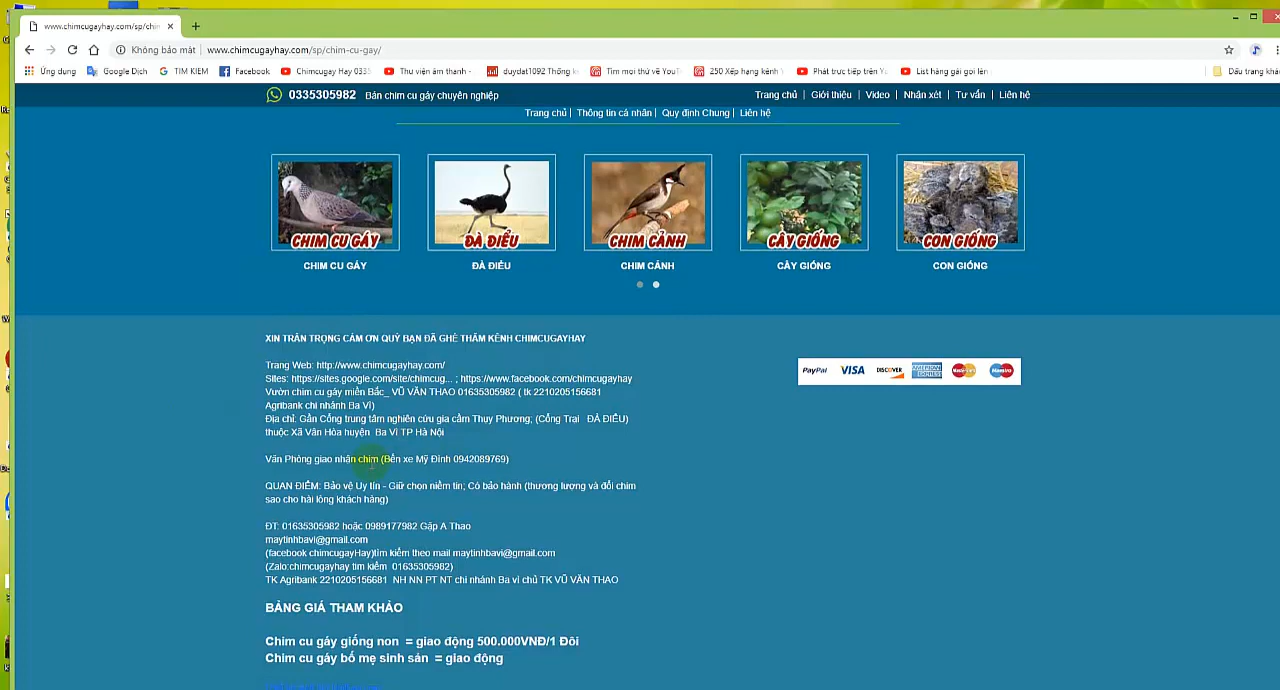 www.chimcugayhay.com/sp/chim
Không bảo mật | www.chimcugayhay.com/sp/chim-cu-gay/
Ứng dụng Google Dịch TIM KIEM Facebook Chimcugay Hay 0335 Thư viện âm thanh - duydat1092 Thống Tìm mọi thứ về YouT 250 Xếp hạng kênh Phát trực tiếp trên Yo List hàng gái gọi lên Dấu trang khá
0335305982 Bán chim cu gáy chuyên nghiệp
Trang chủ | Giới thiệu | Video | Nhận xét | Tư vấn | Liên hệ
Trang chủ | Thông tin cá nhân | Quy định Chung | Liên hệ
CHIM CU GÁY ĐÀ ĐIỂU CHIM CẢNH CÂY GIỐNG CON GIỐNG
CHIM CU GÁY ĐÀ ĐIỂU CHIM CẢNH CÂY GIỐNG CON GIỐNG
XIN TRÂN TRỌNG CẢM ƠN QUÝ BẠN ĐÃ GHÉ THĂM KÊNH CHIMCUGAYHAY
Trang Web: http://www.chimcugayhay.com/
Sites: https://sites.google.com/site/chimcug... ; https://www.facebook.com/chimcugayhay
Vườn chim cu gáy miền Bắc_ VŨ VĂN THAO 01635305982 ( tk 2210205156681
Agribank chi nhánh Ba Vì)
Địa chỉ: Gần Cổng trung tâm nghiên cứu gia cầm Thụy Phương; (Cổng Trại ĐÀ ĐIỂU)
thuộc Xã Vân Hòa huyện Ba Vì TP Hà Nội
Văn Phòng giao nhận chim (Bến xe Mỹ Đình 0942089769)
QUAN ĐIỂM: Bảo vệ Uy tín - Giữ chọn niềm tin; Có bảo hành (thương lượng và đổi chim
sao cho hài lòng khách hàng)
ĐT: 01635305982 hoặc 0989177982 Gặp A Thao
maytinhbavi@gmail.com
(facebook chimcugayHay)tìm kiếm theo mail maytinhbavi@gmail.com
(Zalo:chimcugayhay tìm kiếm 01635305982)
TK Agribank 2210205156681 NH NN PT NT chi nhánh Ba vì chủ TK VŨ VĂN THAO
BẢNG GIÁ THAM KHẢO
Chim cu gáy giống non = giao động 500.000VNĐ/1 Đôi
Chim cu gáy bố mẹ sinh sản = giao động
PayPal VISA DISCOVER AMERICAN EXPRESS MasterCard Maestro